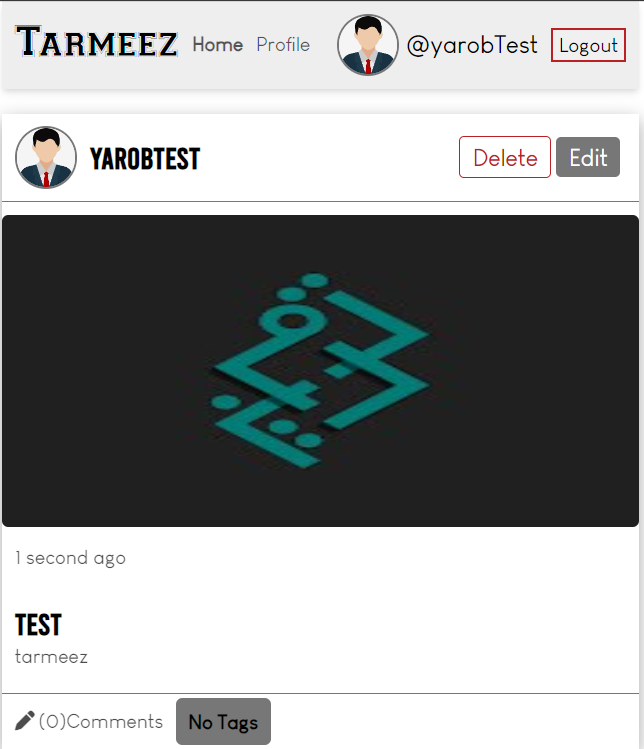 Tarmeez Home Profile @yarobTest Logout
YAROBTEST Delete Edit
1 second ago
TEST
tarmeez
(0)Comments No Tags